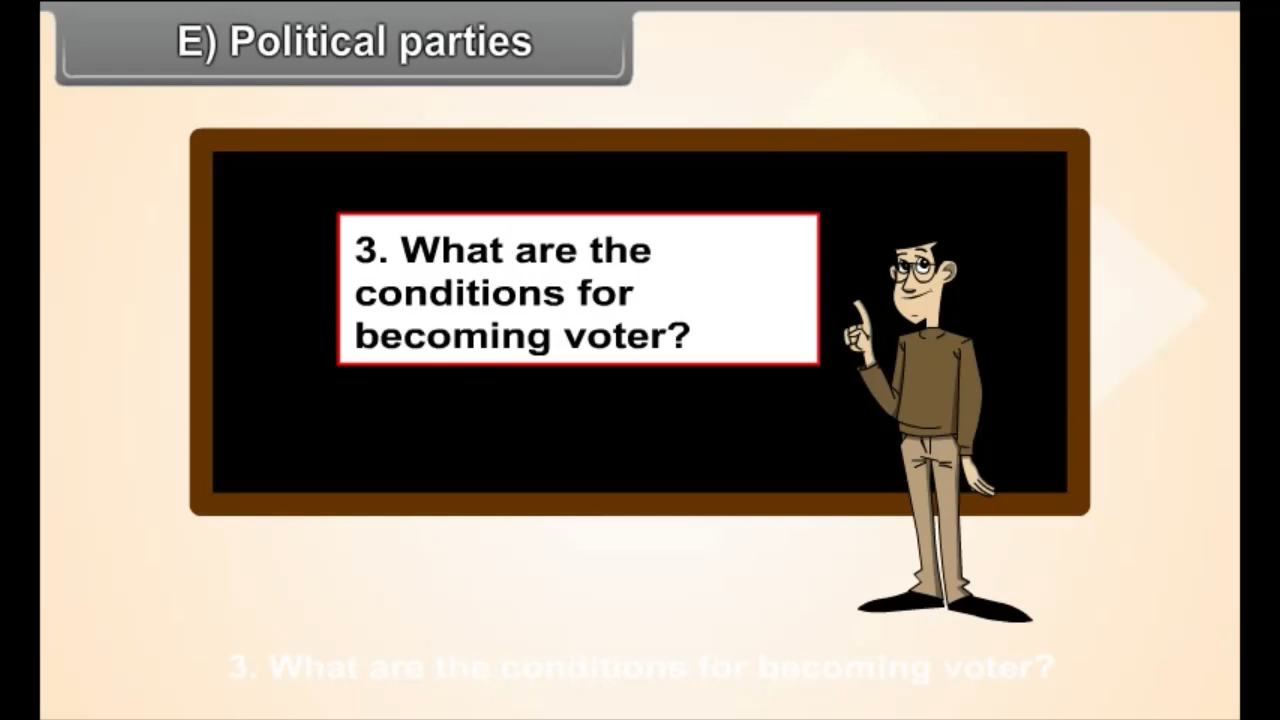 E) Political parties
3. What are the
conditions for
becoming voter?
3. What are the conditions for becoming voter?